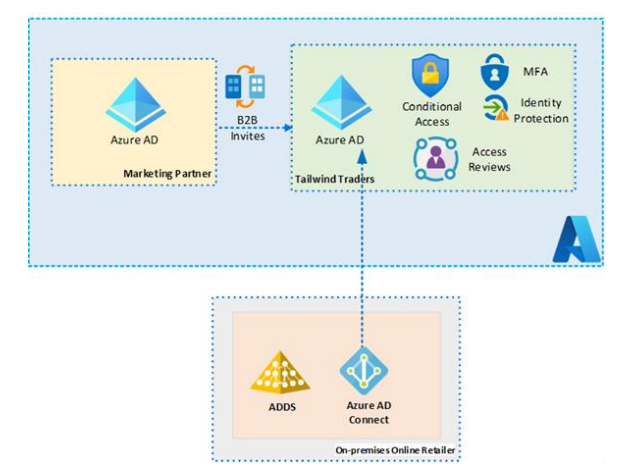 Azure AD
Marketing Partner
B2B
Invites
Azure AD
Tailwind Traders
Conditional
Access
MFA
Identity
Protection
Access
Reviews
ADDS
Azure AD
Connect
On-premises Online Retailer